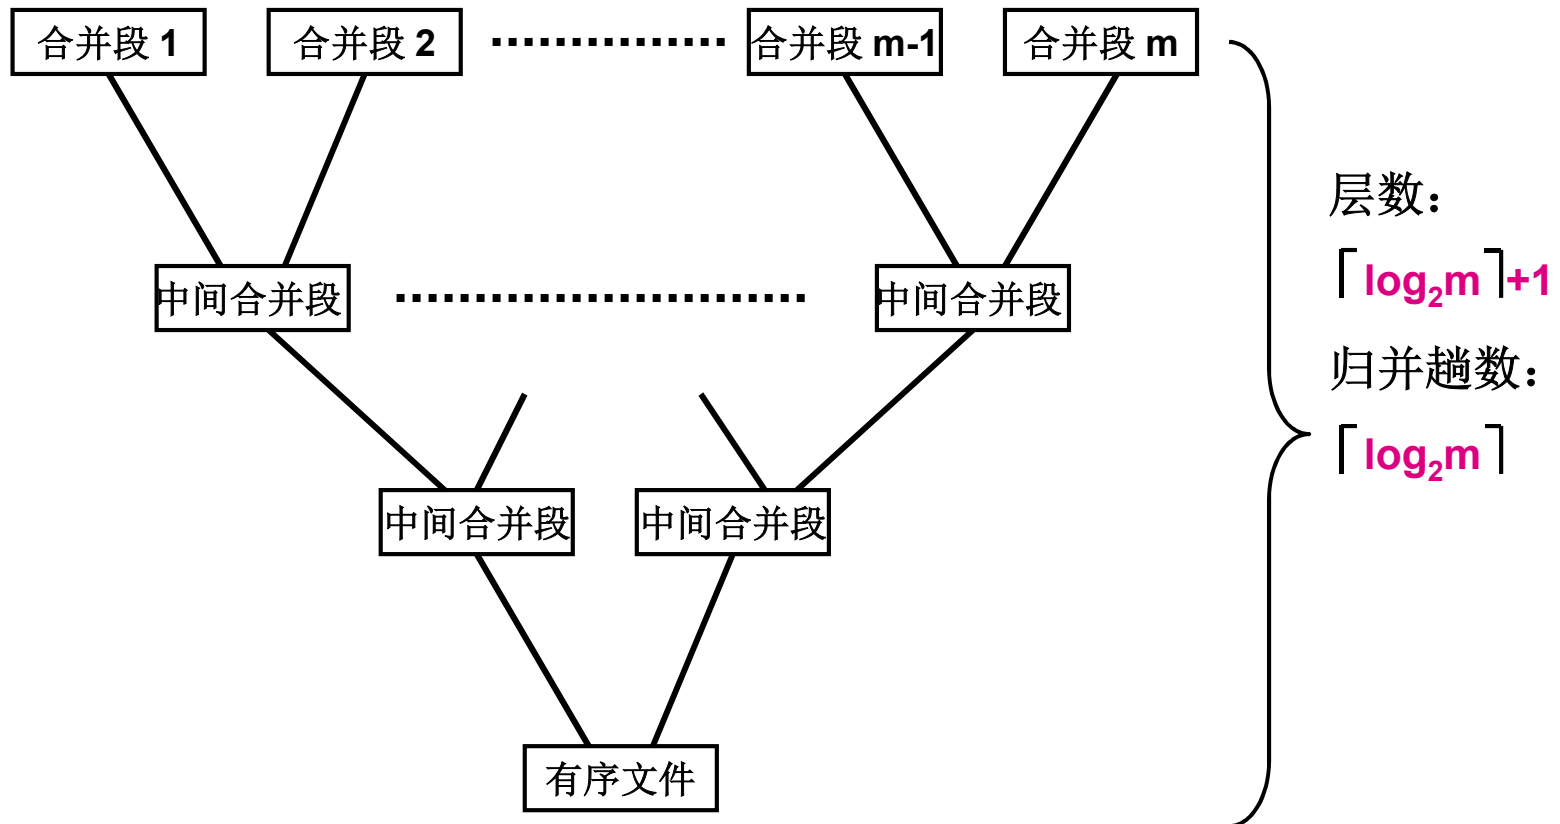 合并段 1 合并段 2 ............... 合并段 m-1 合并段 m
层数：
中间合并段 .......................... 中间合并段
⌈log₂m⌉+1
归并趟数：
⌈log₂m⌉
中间合并段 中间合并段
有序文件